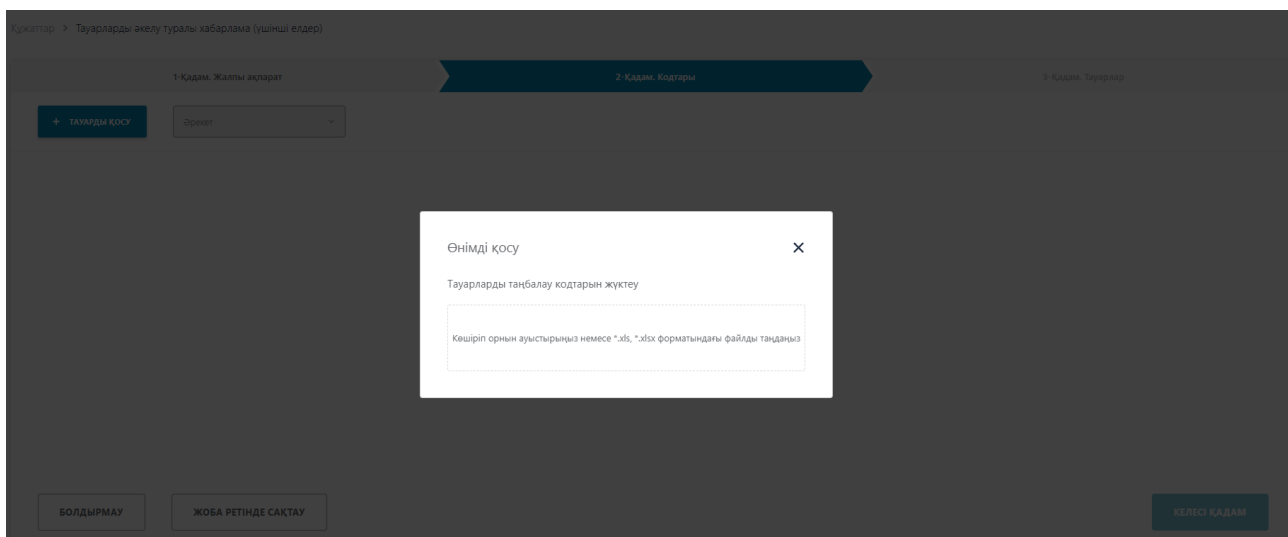 Құжаттар > Тауарларды әкелу туралы хабарлама (үшінші елдер)
1-Қадам. Жалпы ақпарат
2-Қадам. Кодтары
3-Қадам. Тауарлар
+ ТАУАРДЫ ҚОСУ
Әрекет
Өнімді қосу
Тауарларды таңбалау кодтарын жүктеу
Көшіріп орнын ауыстырыңыз немесе *.xls, *.xlsx форматындағы файлды таңдаңыз
БОЛДЫРМАУ
ЖОБА РЕТІНДЕ САҚТАУ
КЕЛЕСІ ҚАДАМ